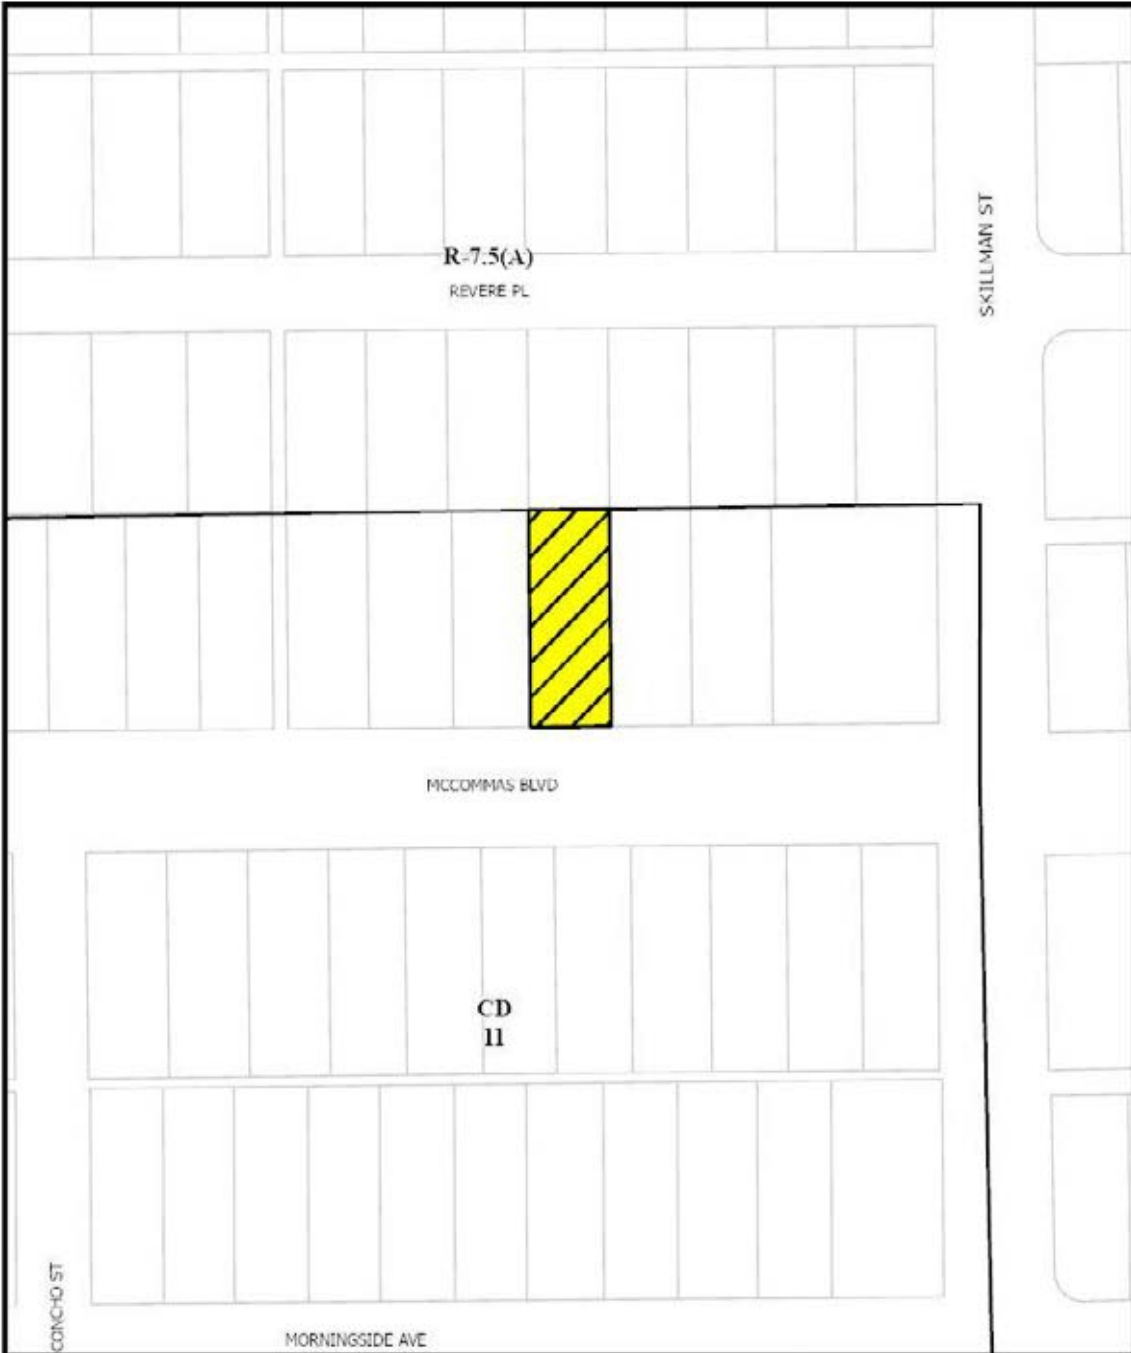 SKILLMAN ST
R-7.5(A)
REVERE PL
MCCOMMAS BLVD
CD
11
CONCHO ST
MORNINGSIDE AVE